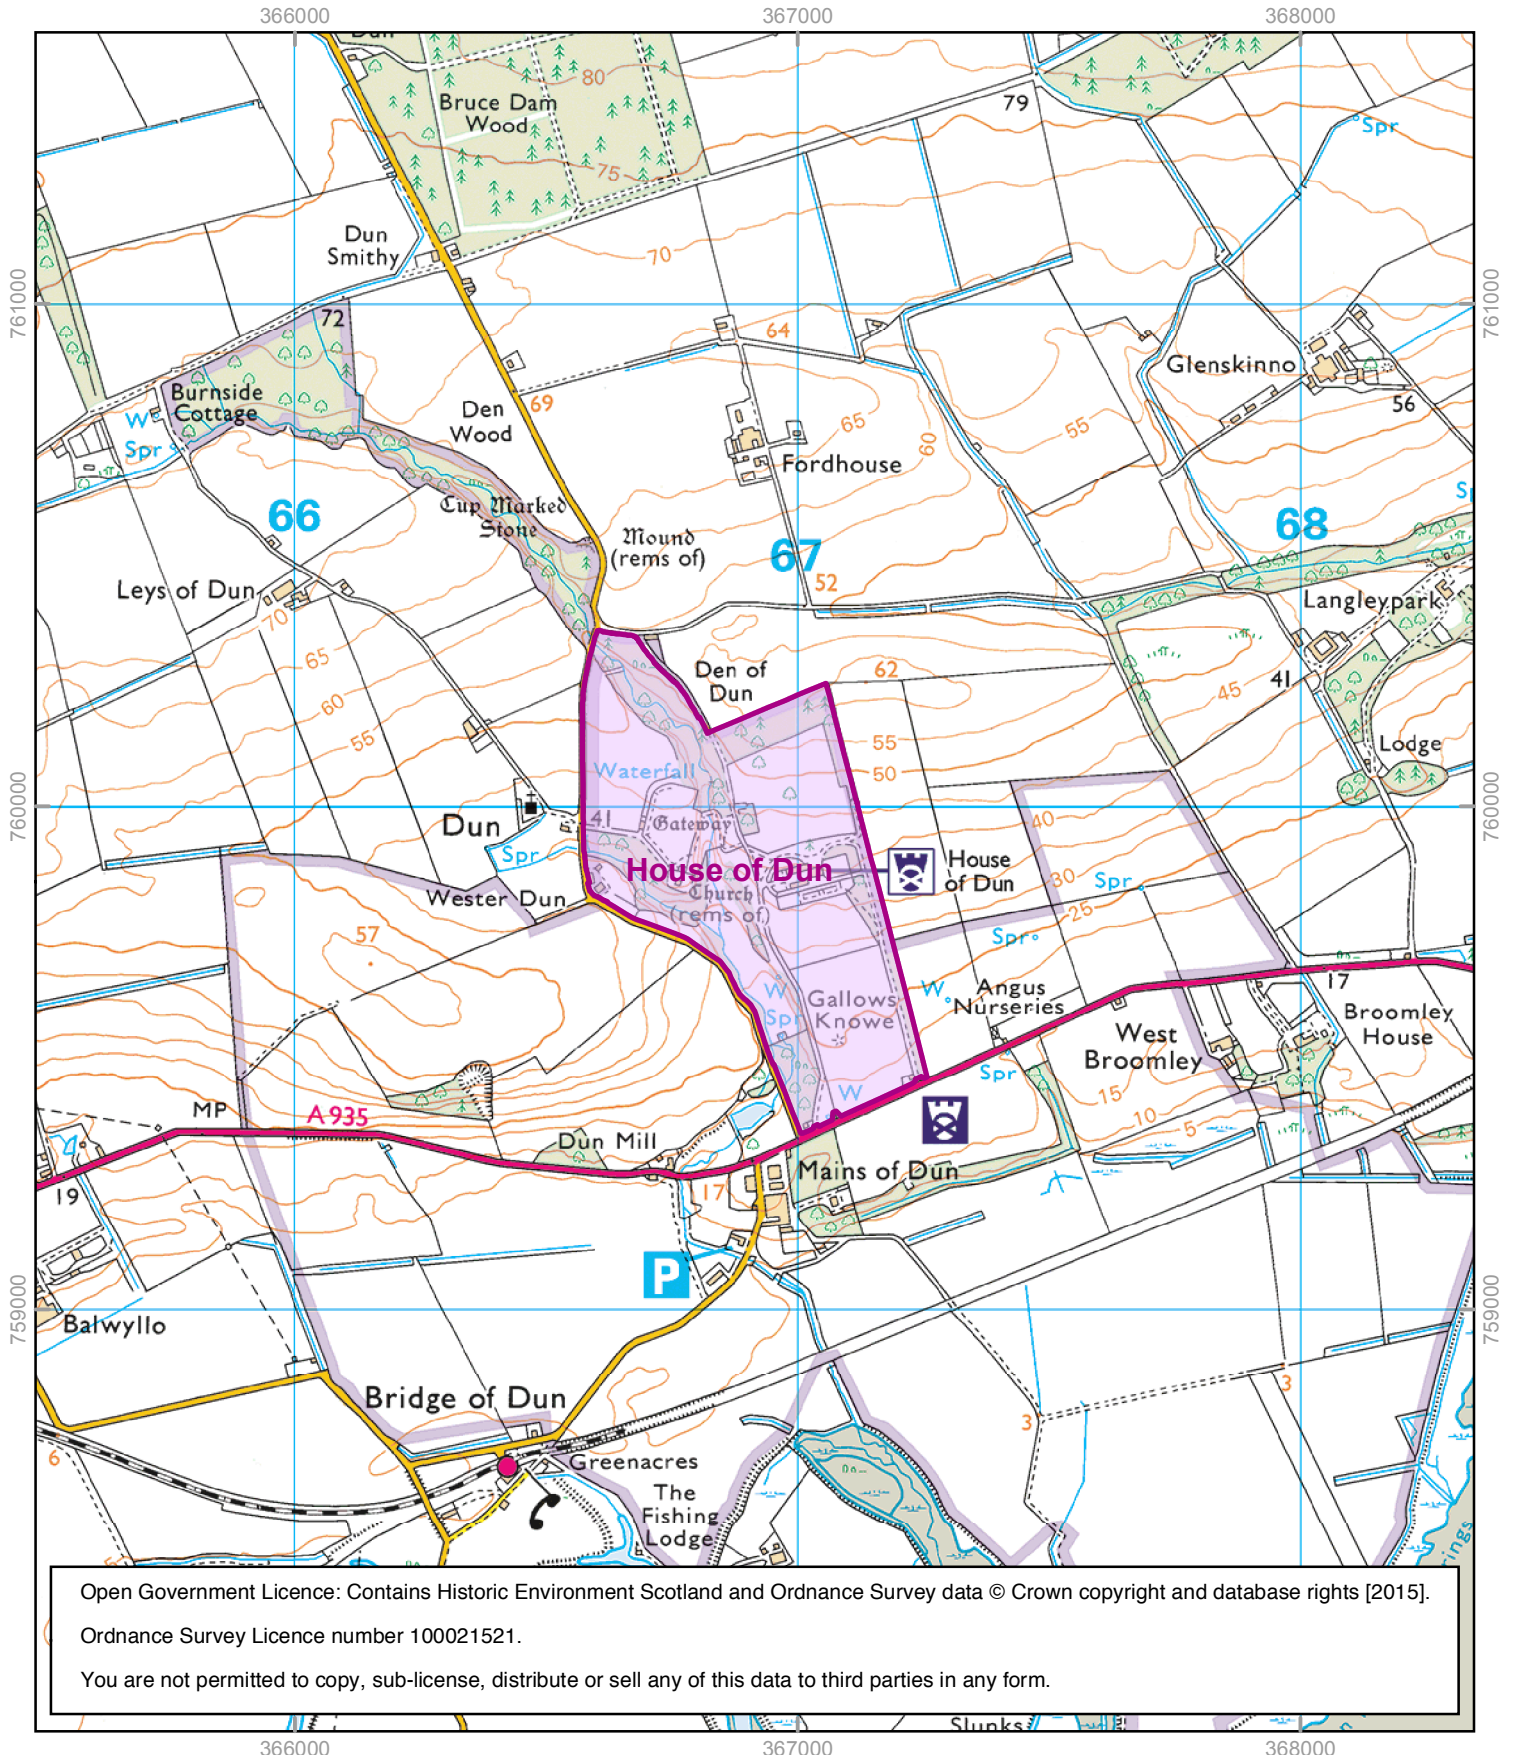 366000
367000
368000
Dun
80
Bruce Dam
Wood
79
Spr
75
Dun
Smithy
70
761000
761000
72
64
Glenskinno
Burnside
Cottage
W
Spr
Den
Wood
69
65
60
55
56
Fordhouse
66
Cup Marked
Stone
Mound
(rems of)
67
68
52
Leys of Dun
70
Langleypark
65
60
55
Den of
Dun
62
45
41
55
50
Lodge
Waterfall
760000
760000
Dun
41
Gateway
40
Spr
House of Dun
House
of Dun
30
Spr
Wester Dun
Church
(rems of)
25
57
Spr
W
Spr
Gallows
Knowe
W
Angus
Nurseries
17
Broomley
House
West
Broomley
Spr
MP
A 935
W
15
10
5
Dun Mill
Mains of Dun
19
17
P
759000
759000
Balwyllo
Bridge of Dun
3
3
6
Greenacres
The
Fishing
Lodge
5
Open Government Licence: Contains Historic Environment Scotland and Ordnance Survey data © Crown copyright and database rights [2015].
Ordnance Survey Licence number 100021521.
You are not permitted to copy, sub-license, distribute or sell any of this data to third parties in any form.
Slunks
366000
367000
368000